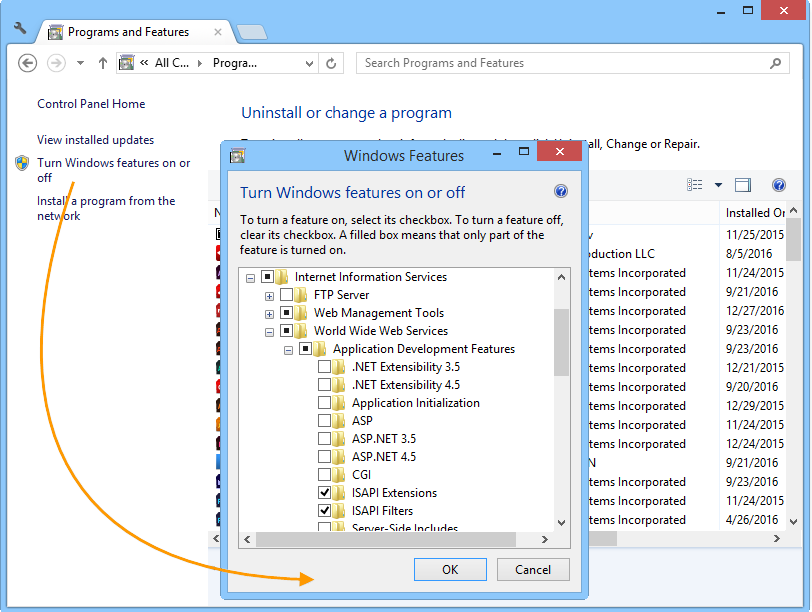 Programs and Features
« All C... Progra...
Search Programs and Features
Control Panel Home
View installed updates
Turn Windows features on or
off
Install a program from the
network
Uninstall or change a program
all, Change or Repair.
Installed On
11/25/2015
oduction LLC 8/5/2016
tems Incorporated 11/24/2015
tems Incorporated 9/21/2016
tems Incorporated 12/27/2016
tems Incorporated 9/23/2016
tems Incorporated 9/23/2016
tems Incorporated 12/21/2015
tems Incorporated 9/20/2016
tems Incorporated 12/29/2015
tems Incorporated 11/24/2015
tems Incorporated 12/24/2015
N 9/21/2016
tems Incorporated 9/23/2016
tems Incorporated 11/24/2015
tems Incorporated 4/26/2016
Windows Features
Turn Windows features on or off
To turn a feature on, select its checkbox. To turn a feature off,
clear its checkbox. A filled box means that only part of the
feature is turned on.
Internet Information Services
FTP Server
Web Management Tools
World Wide Web Services
Application Development Features
.NET Extensibility 3.5
.NET Extensibility 4.5
Application Initialization
ASP
ASP.NET 3.5
ASP.NET 4.5
CGI
ISAPI Extensions
ISAPI Filters
Server-Side Includes
OK
Cancel